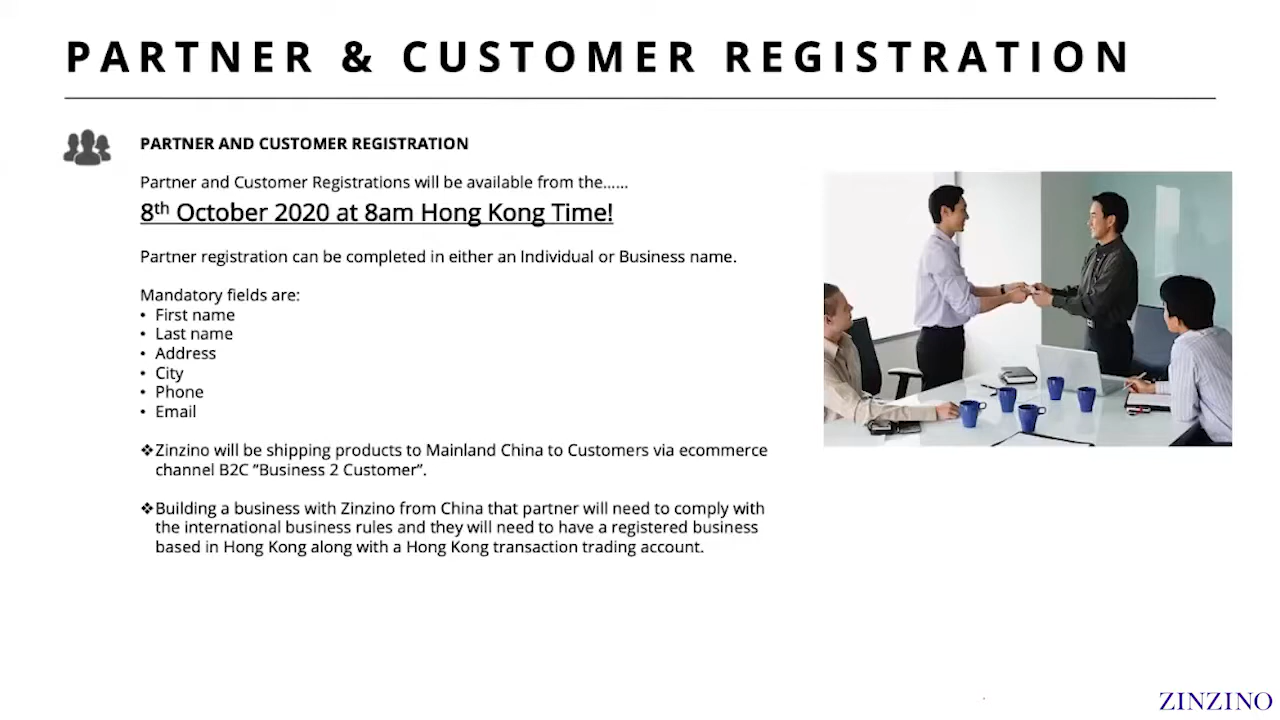 PARTNER & CUSTOMER REGISTRATION
PARTNER AND CUSTOMER REGISTRATION
Partner and Customer Registrations will be available from the......
8th October 2020 at 8am Hong Kong Time!
Partner registration can be completed in either an Individual or Business name.
Mandatory fields are:
• First name
• Last name
• Address
• City
• Phone
• Email
❖Zinzino will be shipping products to Mainland China to Customers via ecommerce
channel B2C ”Business 2 Customer”.
❖Building a business with Zinzino from China that partner will need to comply with
the international business rules and they will need to have a registered business
based in Hong Kong along with a Hong Kong transaction trading account.
ZINZINO